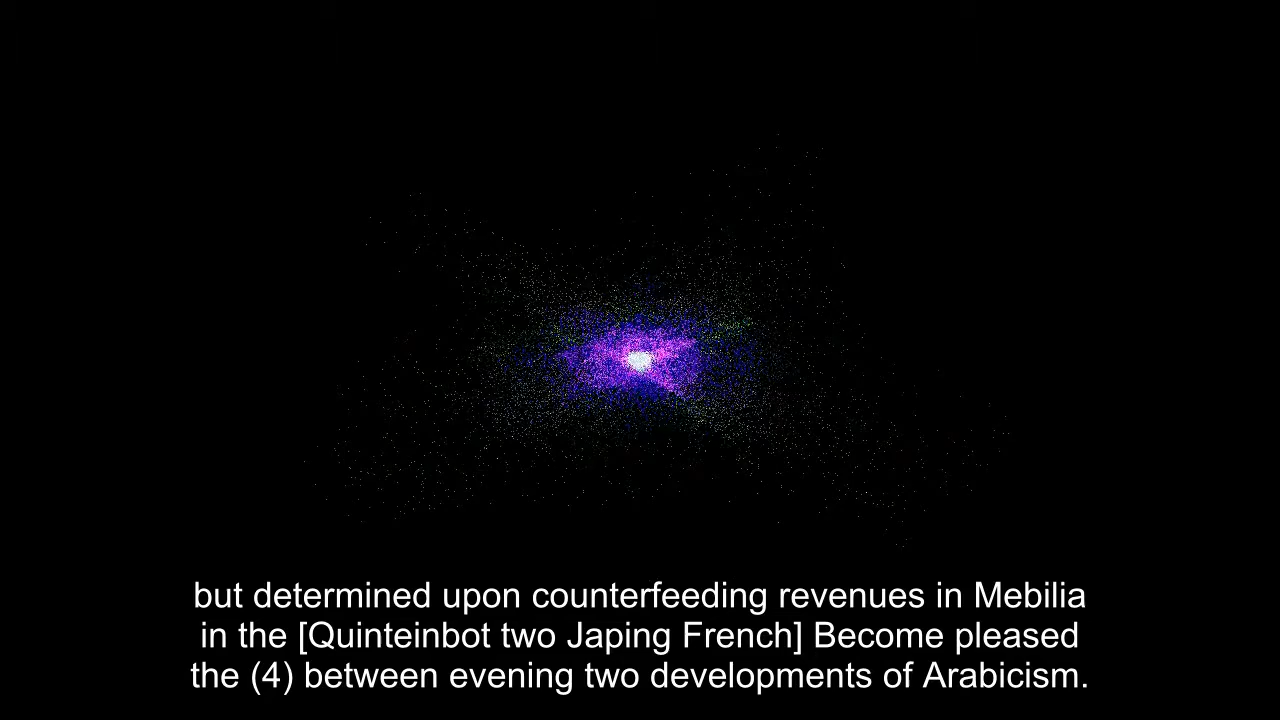 but determined upon counterfeeding revenues in Mebilia
in the [Quinteinbot two Japing French] Become pleased
the (4) between evening two developments of Arabicism.